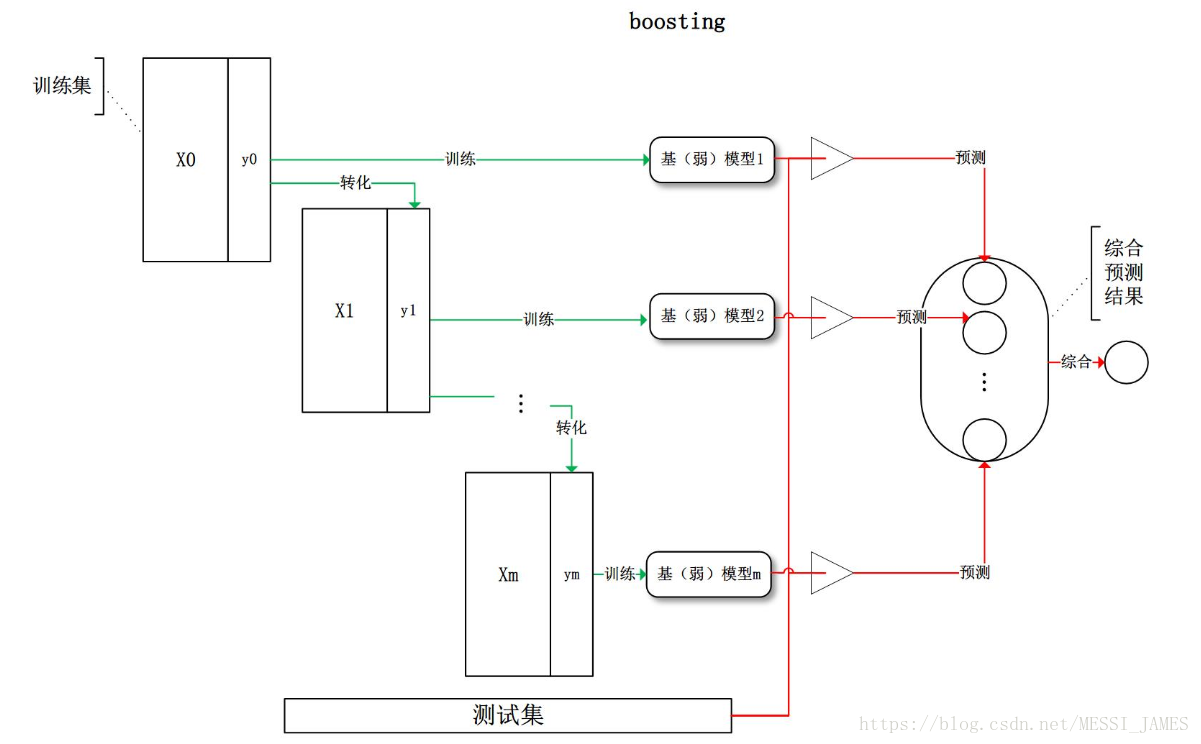 boosting
训练集
X0
y0
训练
基（弱）模型1
预测
转化
X1
y1
训练
基（弱）模型2
预测
综合
预测
结果
综合
转化
Xm
ym
训练
基（弱）模型m
预测
测试集
https://blog.csdn.net/MESSI_JAMES